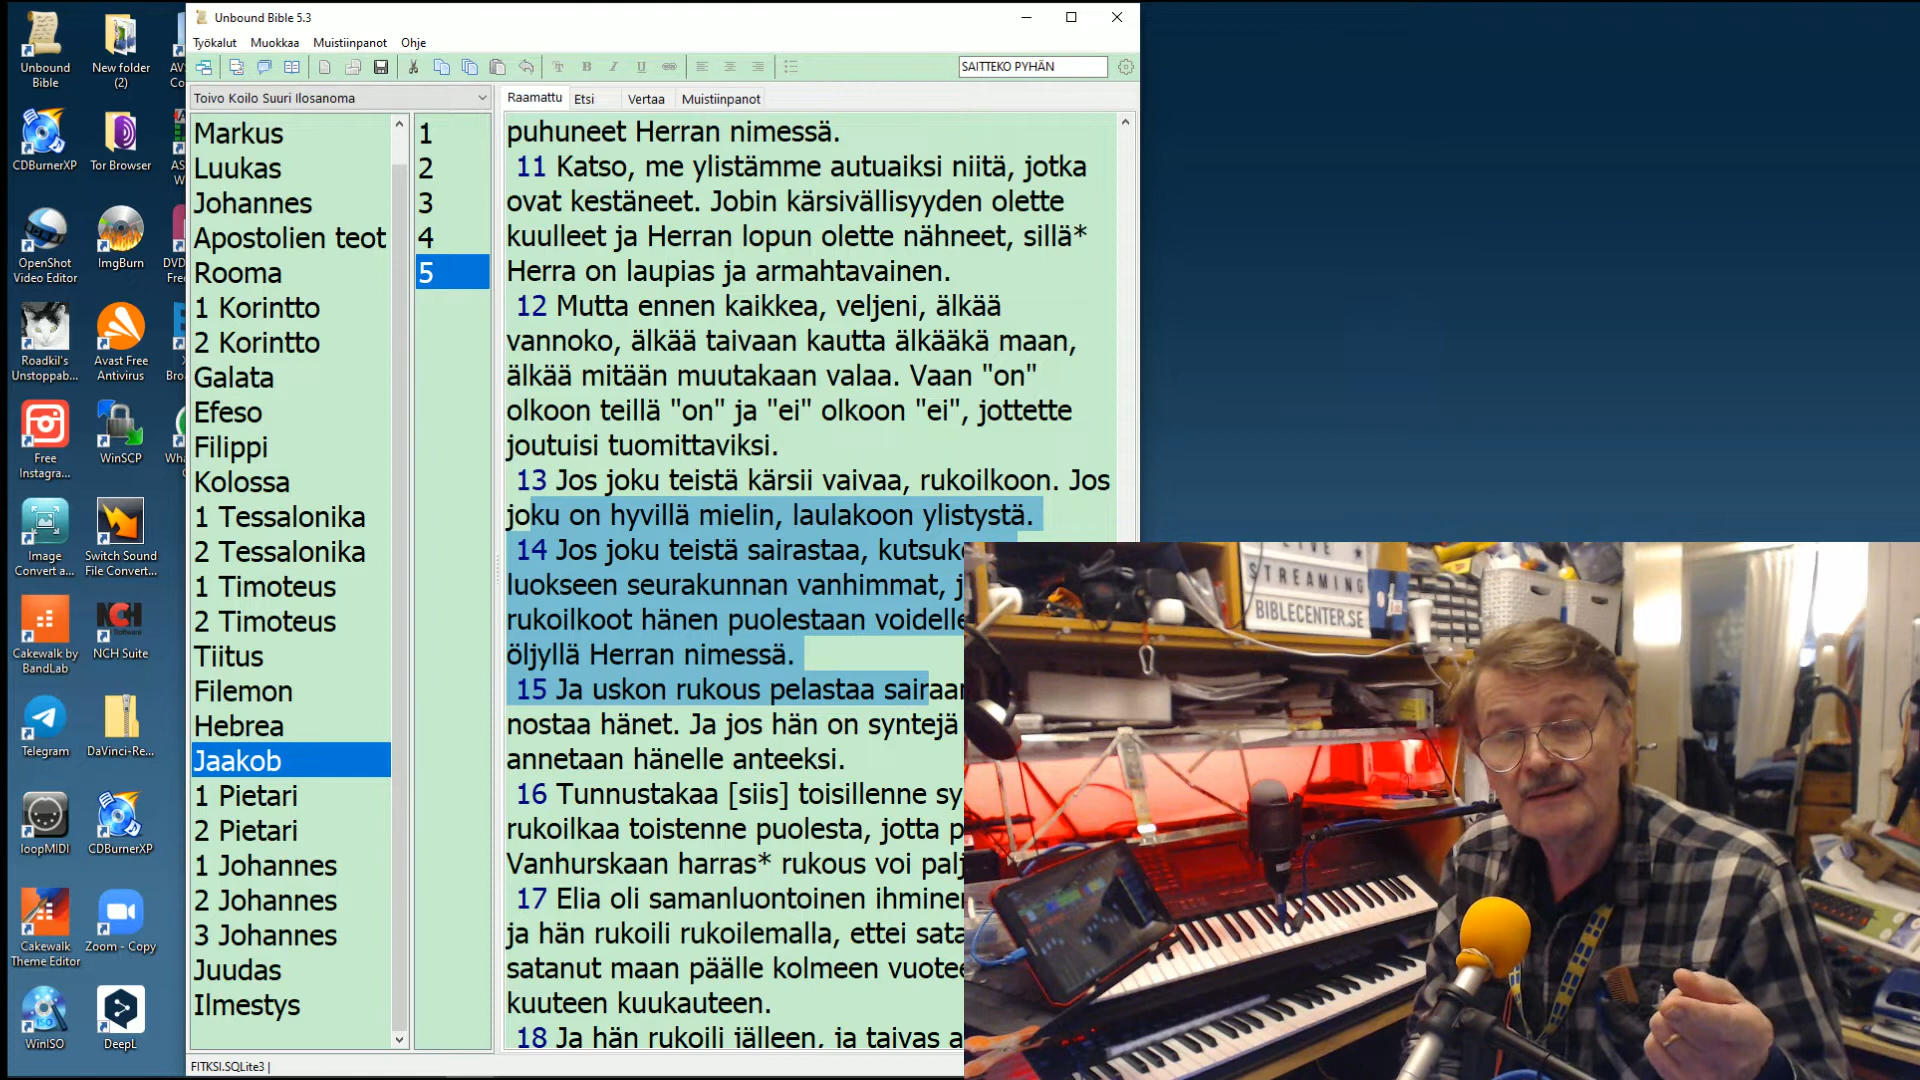 Unbound Bible 5.3
Työkalut Muokkaa Muistiinpanot Ohje
SAITTEKO PYHÄN
Toivo Koilo Suuri Ilosanoma
Raamattu Etsi Vertaa Muistiinpanot
Markus
Luukas
Johannes
Apostolien teot
Rooma
1 Korintto
2 Korintto
Galata
Efeso
Filippi
Kolossa
1 Tessalonika
2 Tessalonika
1 Timoteus
2 Timoteus
Tiitus
Filemon
Hebrea
Jaakob
1 Pietari
2 Pietari
1 Johannes
2 Johannes
3 Johannes
Juudas
Ilmestys
1
2
3
4
5
puhuneet Herran nimessä.
11 Katso, me ylistämme autuaiksi niitä, jotka
ovat kestäneet. Jobin kärsivällisyyden olette
kuulleet ja Herran lopun olette nähneet, sillä*
Herra on laupias ja armahtavainen.
12 Mutta ennen kaikkea, veljeni, älkää
vannoko, älkää taivaan kautta älkääkä maan,
älkää mitään muutakaan valaa. Vaan "on"
olkoon teillä "on" ja "ei" olkoon "ei", jottette
joutuisi tuomittaviksi.
13 Jos joku teistä kärsii vaivaa, rukoilkoon. Jos
joku on hyvillä mielin, laulakoon ylistystä.
14 Jos joku teistä sairastaa,
luokseen seurakunnan vanhimmat,
rukoilkoot hänen puolestaan
öljyllä Herran nimessä.
15 Ja uskon rukous pelastaa
nostaa hänet. Ja jos hän on syntejä
annetaan hänelle anteeksi.
16 Tunnustakaa [siis] toisillenne
rukoilkaa toistenne puolesta, jotta
Vanhurskaan harras* rukous voi
17 Elia oli samanluontoinen
ja hän rukoili rukoilemalla, ettei
satanut maan päälle kolmeen
kuuteen kuukauteen.
18 Ja hän rukoili jälleen, ja taivas
FITKSI.SQLite3
Unbound
Bible
New folder
(2)
CDBurnerXP
Tor Browser
OpenShot
Video Editor
ImgBurn
Roadkil's
Unstoppab...
Avast Free
Antivirus
Free
Instagra...
WinSCP
Image
Convert a...
Switch Sound
File Convert...
Cakewalk by
BandLab
NCH Suite
Telegram
DaVinci-Re...
loopMIDI
CDBurnerXP
Cakewalk
Theme Editor
Zoom - Copy
WinISO
DeepL
LIVE
STREAMING
BIBLECENTER.SE